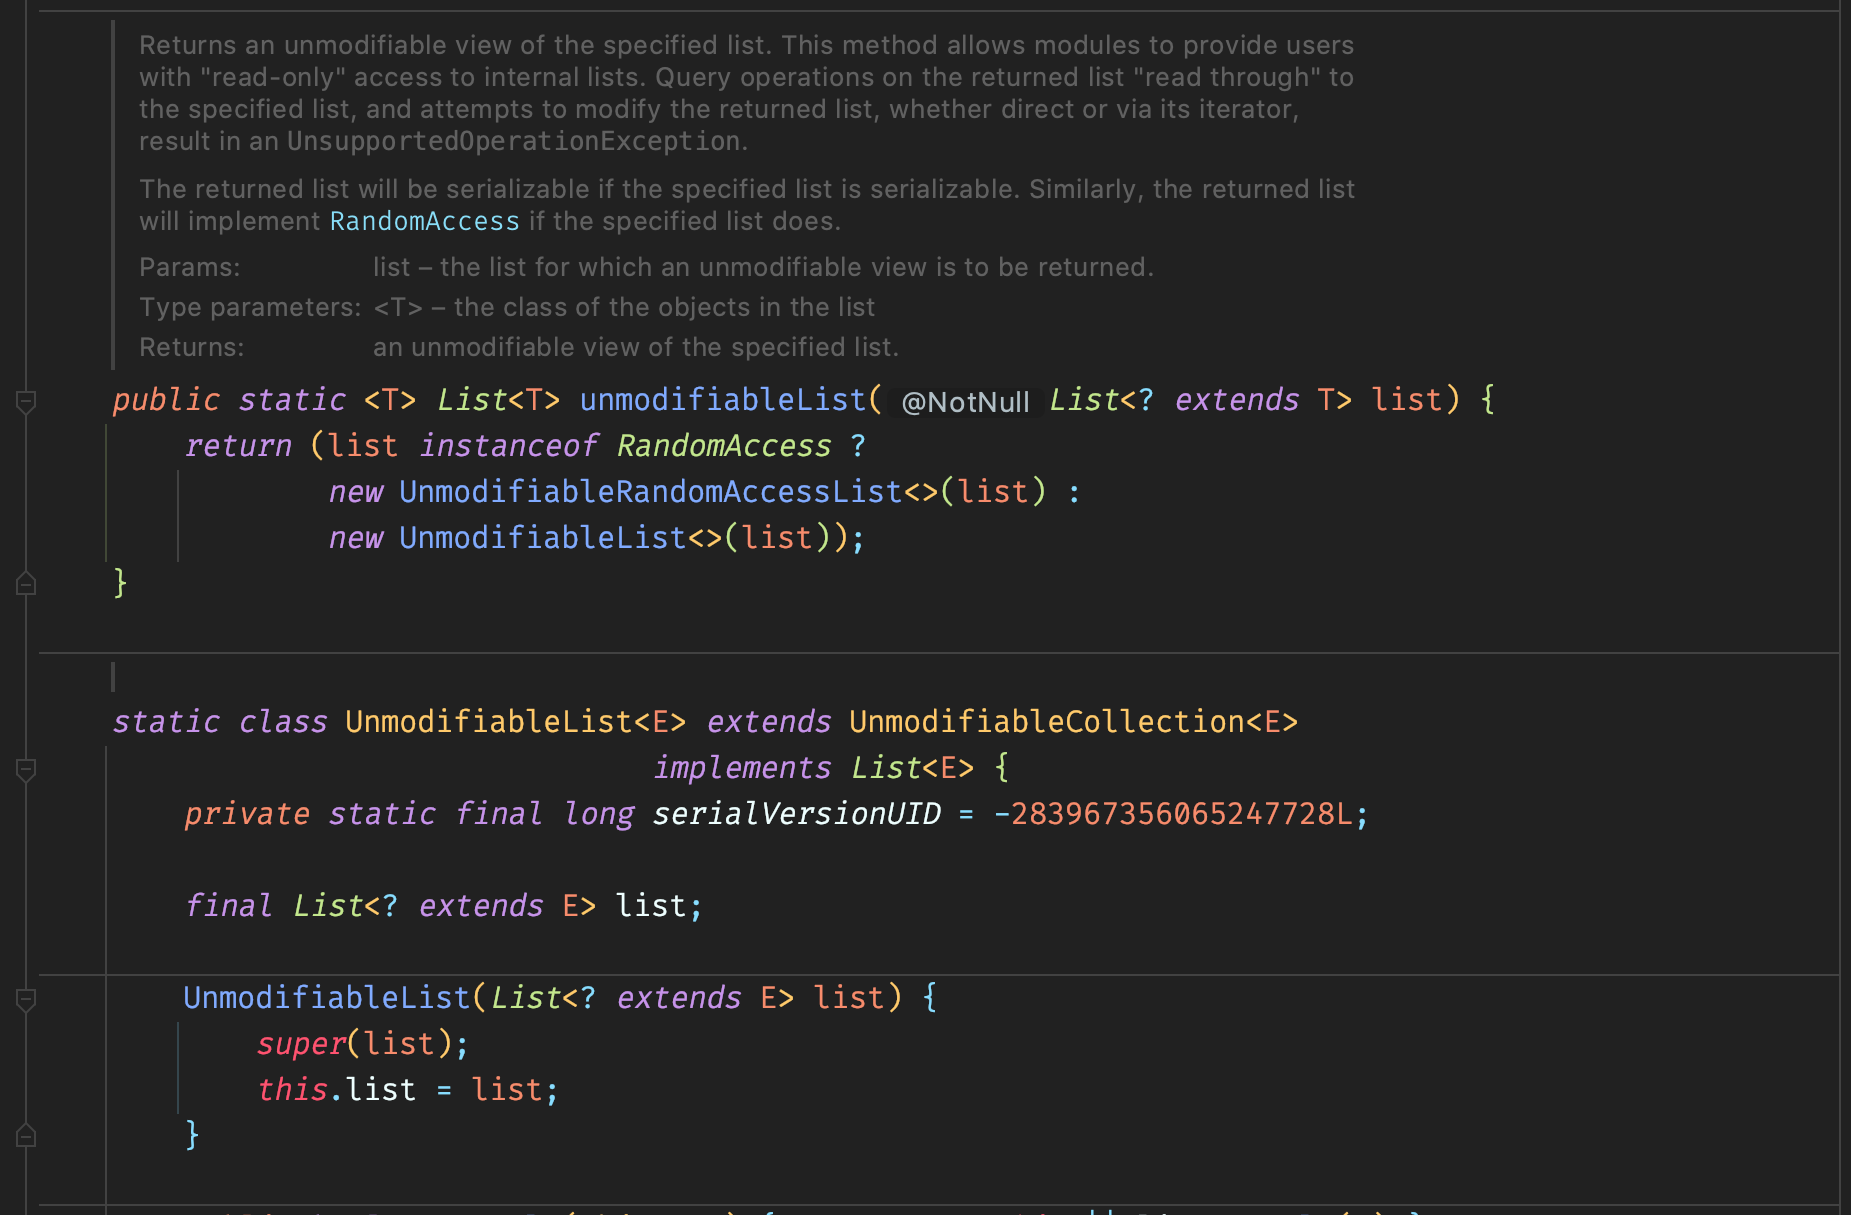 Returns an unmodifiable view of the specified list. This method allows modules to provide users
with "read-only" access to internal lists. Query operations on the returned list "read through" to
the specified list, and attempts to modify the returned list, whether direct or via its iterator,
result in an UnsupportedOperationException.
The returned list will be serializable if the specified list is serializable. Similarly, the returned list
will implement RandomAccess if the specified list does.
Params: list – the list for which an unmodifiable view is to be returned.
Type parameters: <T> – the class of the objects in the list
Returns: an unmodifiable view of the specified list.
public static <T> List<T> unmodifiableList( @NotNull List<? extends T> list) {
return (list instanceof RandomAccess ?
new UnmodifiableRandomAccessList<>(list) :
new UnmodifiableList<>(list));
}
static class UnmodifiableList<E> extends UnmodifiableCollection<E>
implements List<E> {
private static final long serialVersionUID = -283967356065247728L;
final List<? extends E> list;
UnmodifiableList(List<? extends E> list) {
super(list);
this.list = list;
}